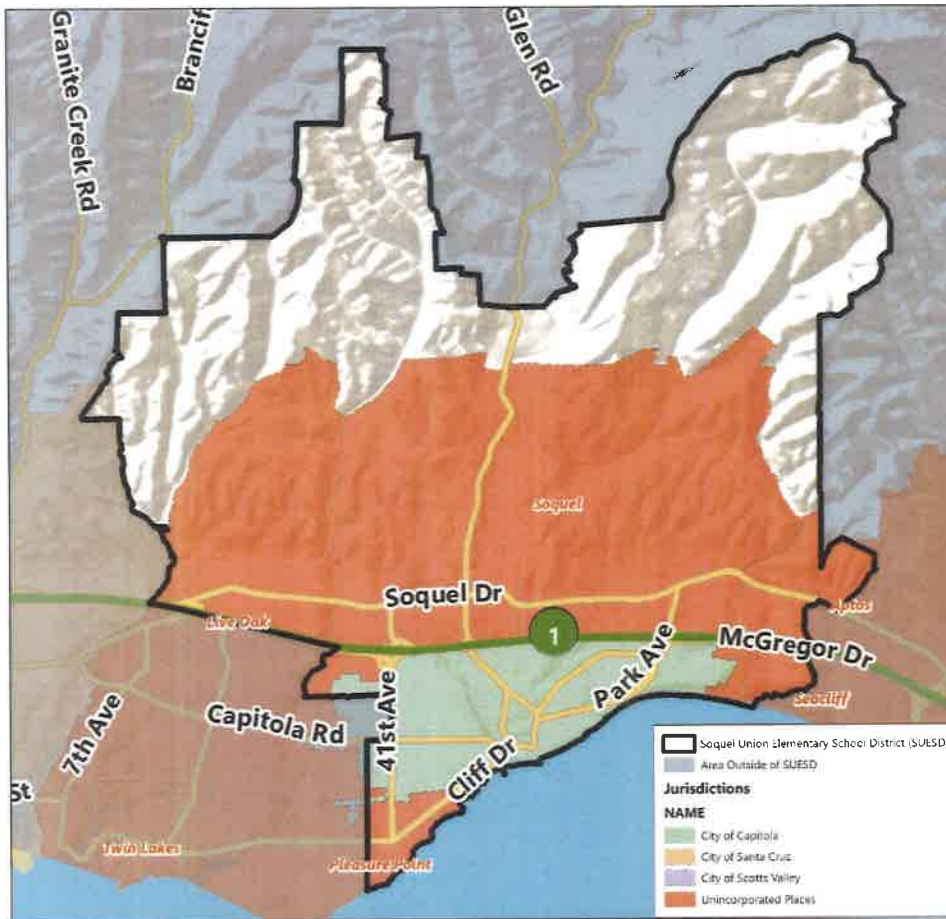 Granite Creek Rd
Brancif
Glen Rd
Soquel
Soquel Dr
Aptos
Live Oak
1
McGregor Dr
Park Ave
Seacliff
7th Ave
Capitola Rd
41st Ave
Cliff Dr
St
Twin Lakes
Pleasure Point
Soquel Union Elementary School District (SUESD
Area Outside of SUESD
Jurisdictions
NAME
City of Capitola
City of Santa Cruz
City of Scotts Valley
Unincorporated Places